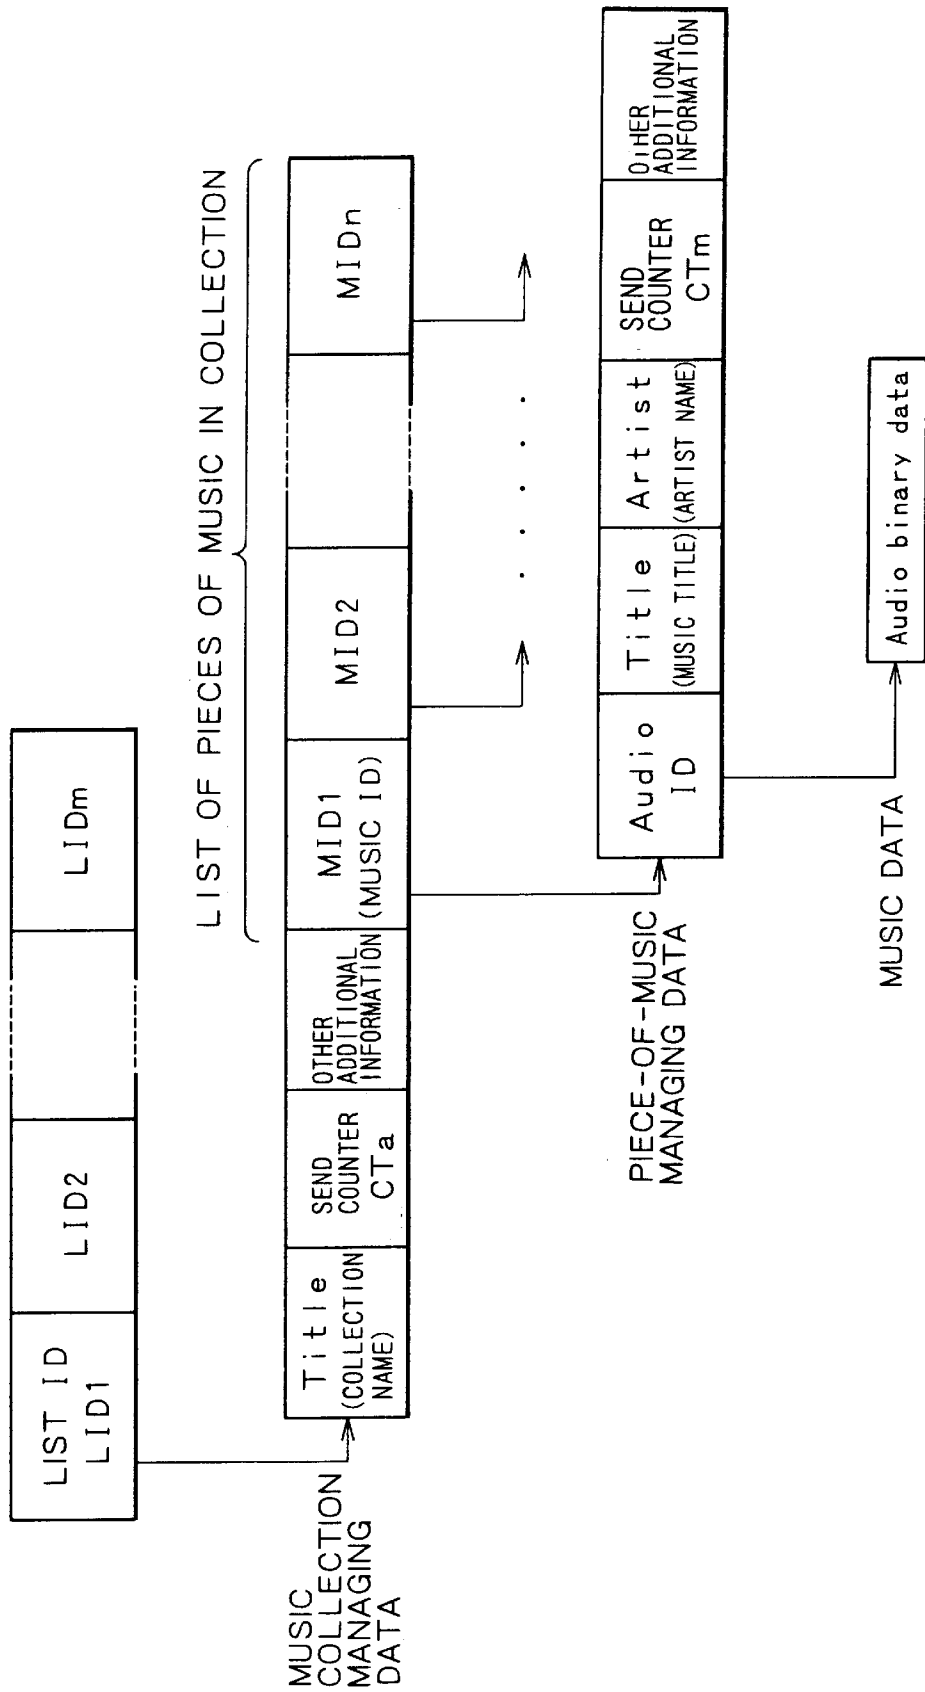 LIST ID
LID1
LID2
LIDm
LIST OF PIECES OF MUSIC IN COLLECTION
MUSIC
COLLECTION
MANAGING
DATA
Title
(COLLECTION
NAME)
SEND
COUNTER
CTa
OTHER
ADDITIONAL
INFORMATION
MID1
(MUSIC ID)
MID2
MIDn
PIECE-OF-MUSIC
MANAGING DATA
Audio
ID
Title
(MUSIC TITLE)
Artist
(ARTIST NAME)
SEND
COUNTER
CTm
OTHER
ADDITIONAL
INFORMATION
MUSIC DATA
Audio binary data